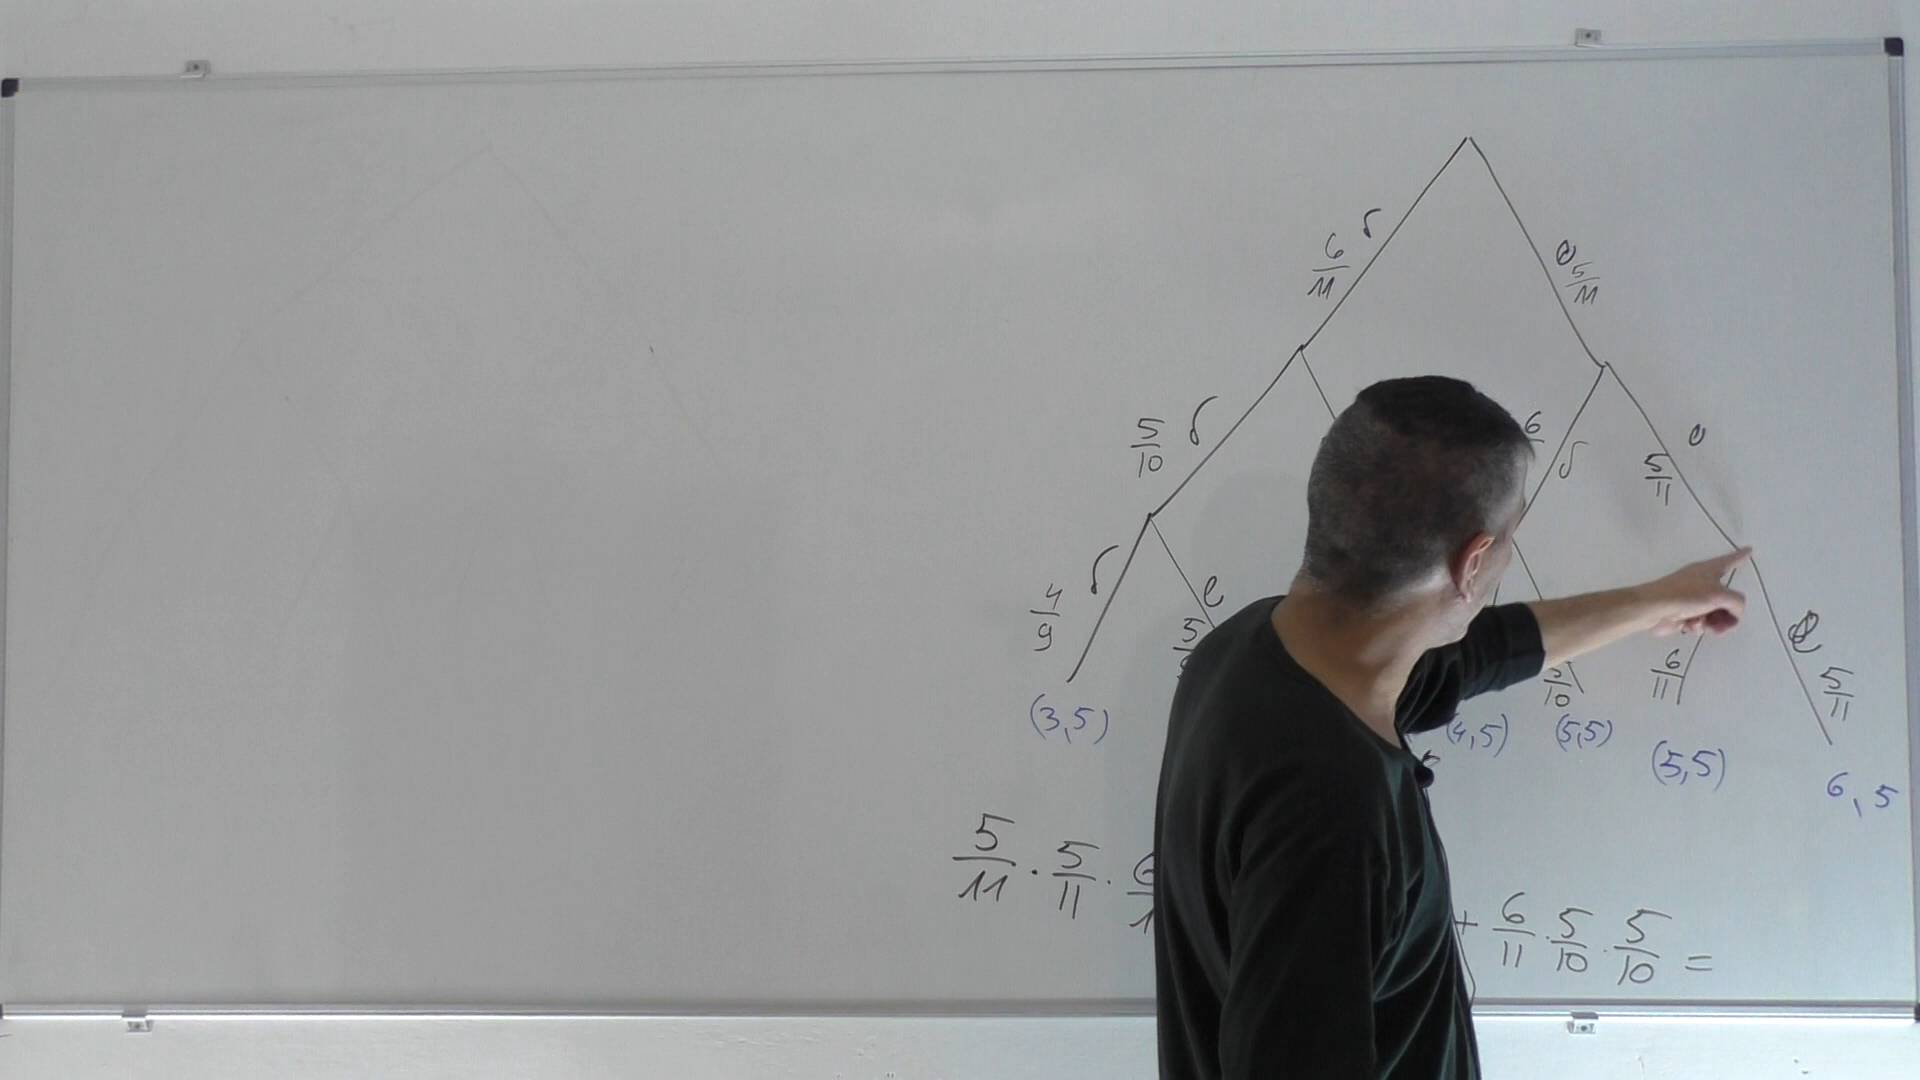 б
6/11
о 5/11
5/10 б
6 б
о
5/11
4/9 б
о
5
5/10
6/11
о
5/11
(3,5)
(4,5)
(5,5)
(5,5)
6,5
5/11 · 5/11 · 6/1
+ 6/11 · 5/10 · 5/10 =